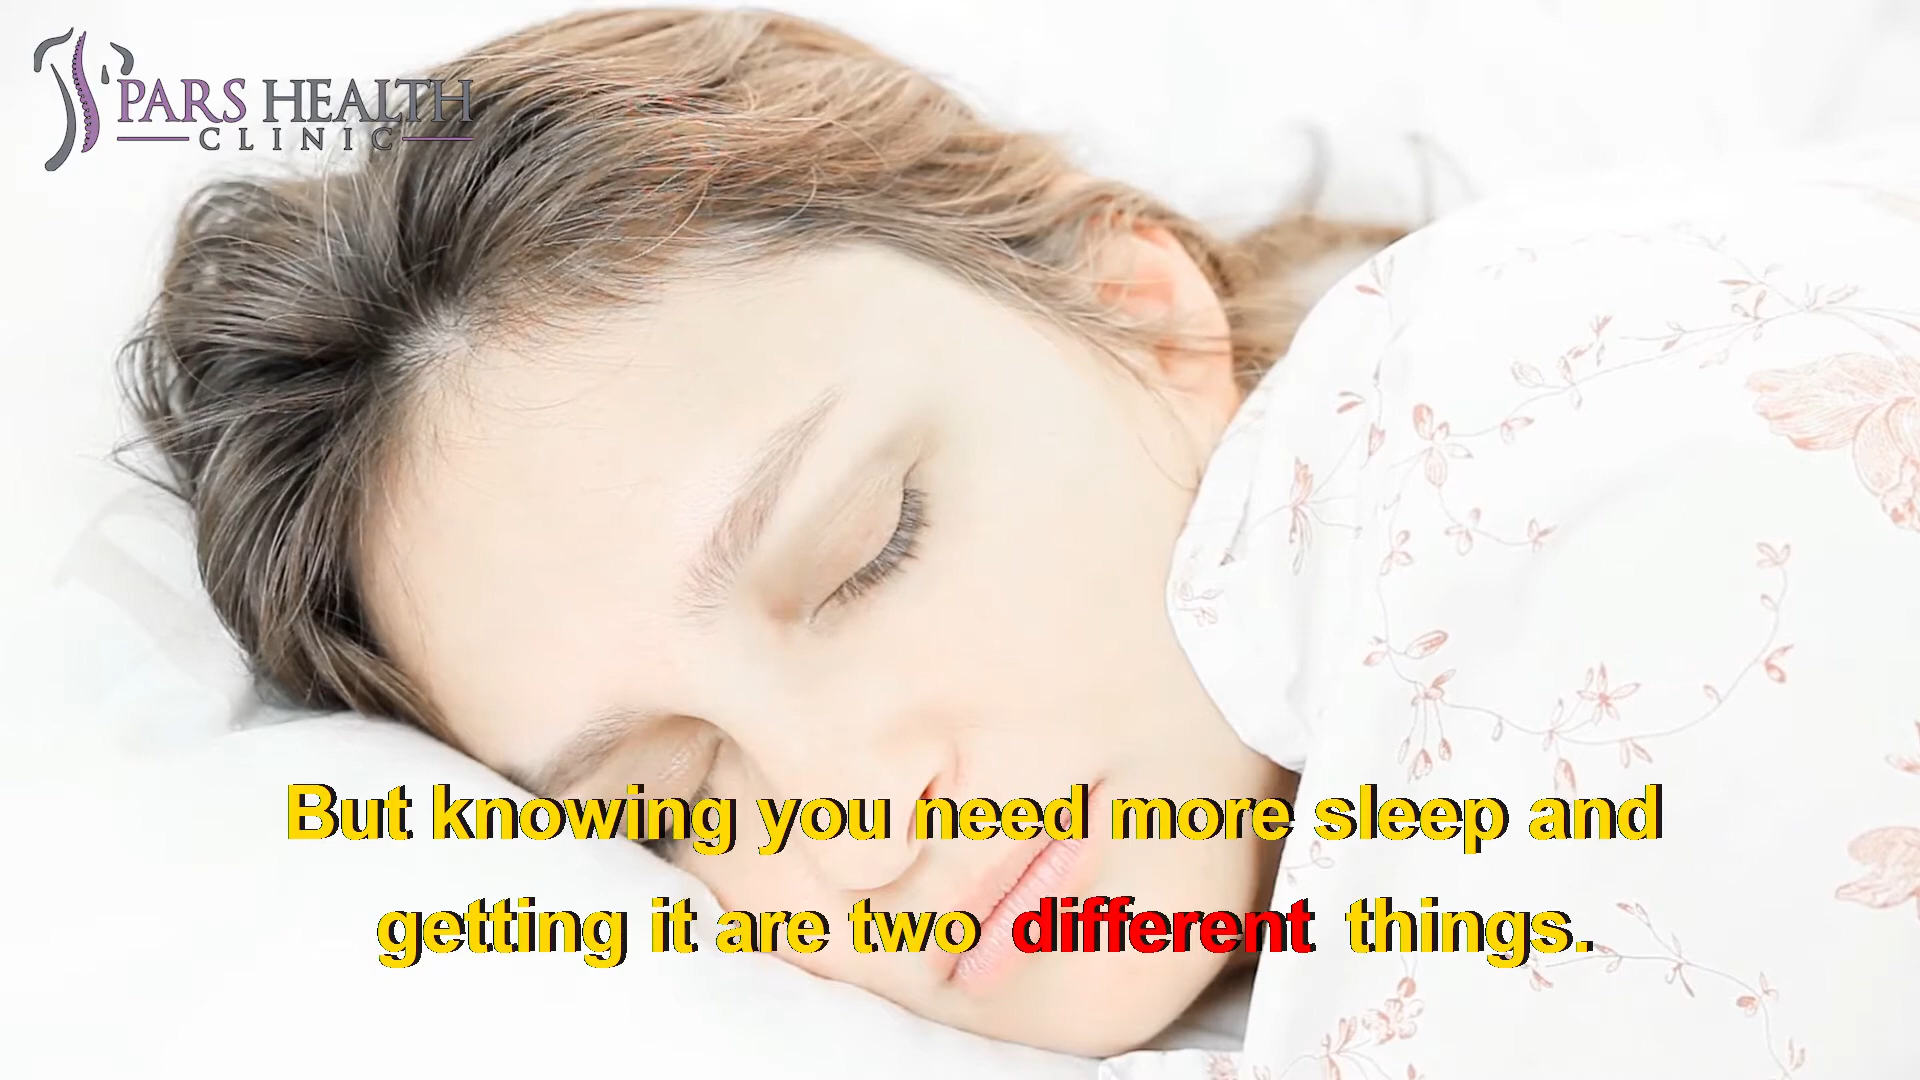 PARS HEALTH
CLINIC
But knowing you need more sleep and
getting it are two different things.